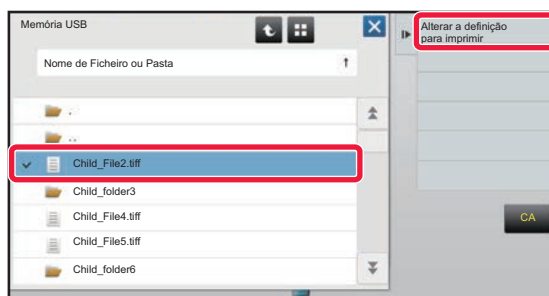 Memória USB
Nome de Ficheiro ou Pasta
.
..
Child_File2.tiff
Child_folder3
Child_File4.tiff
Child_File5.tiff
Child_folder6
Alterar a definição
para imprimir
CA